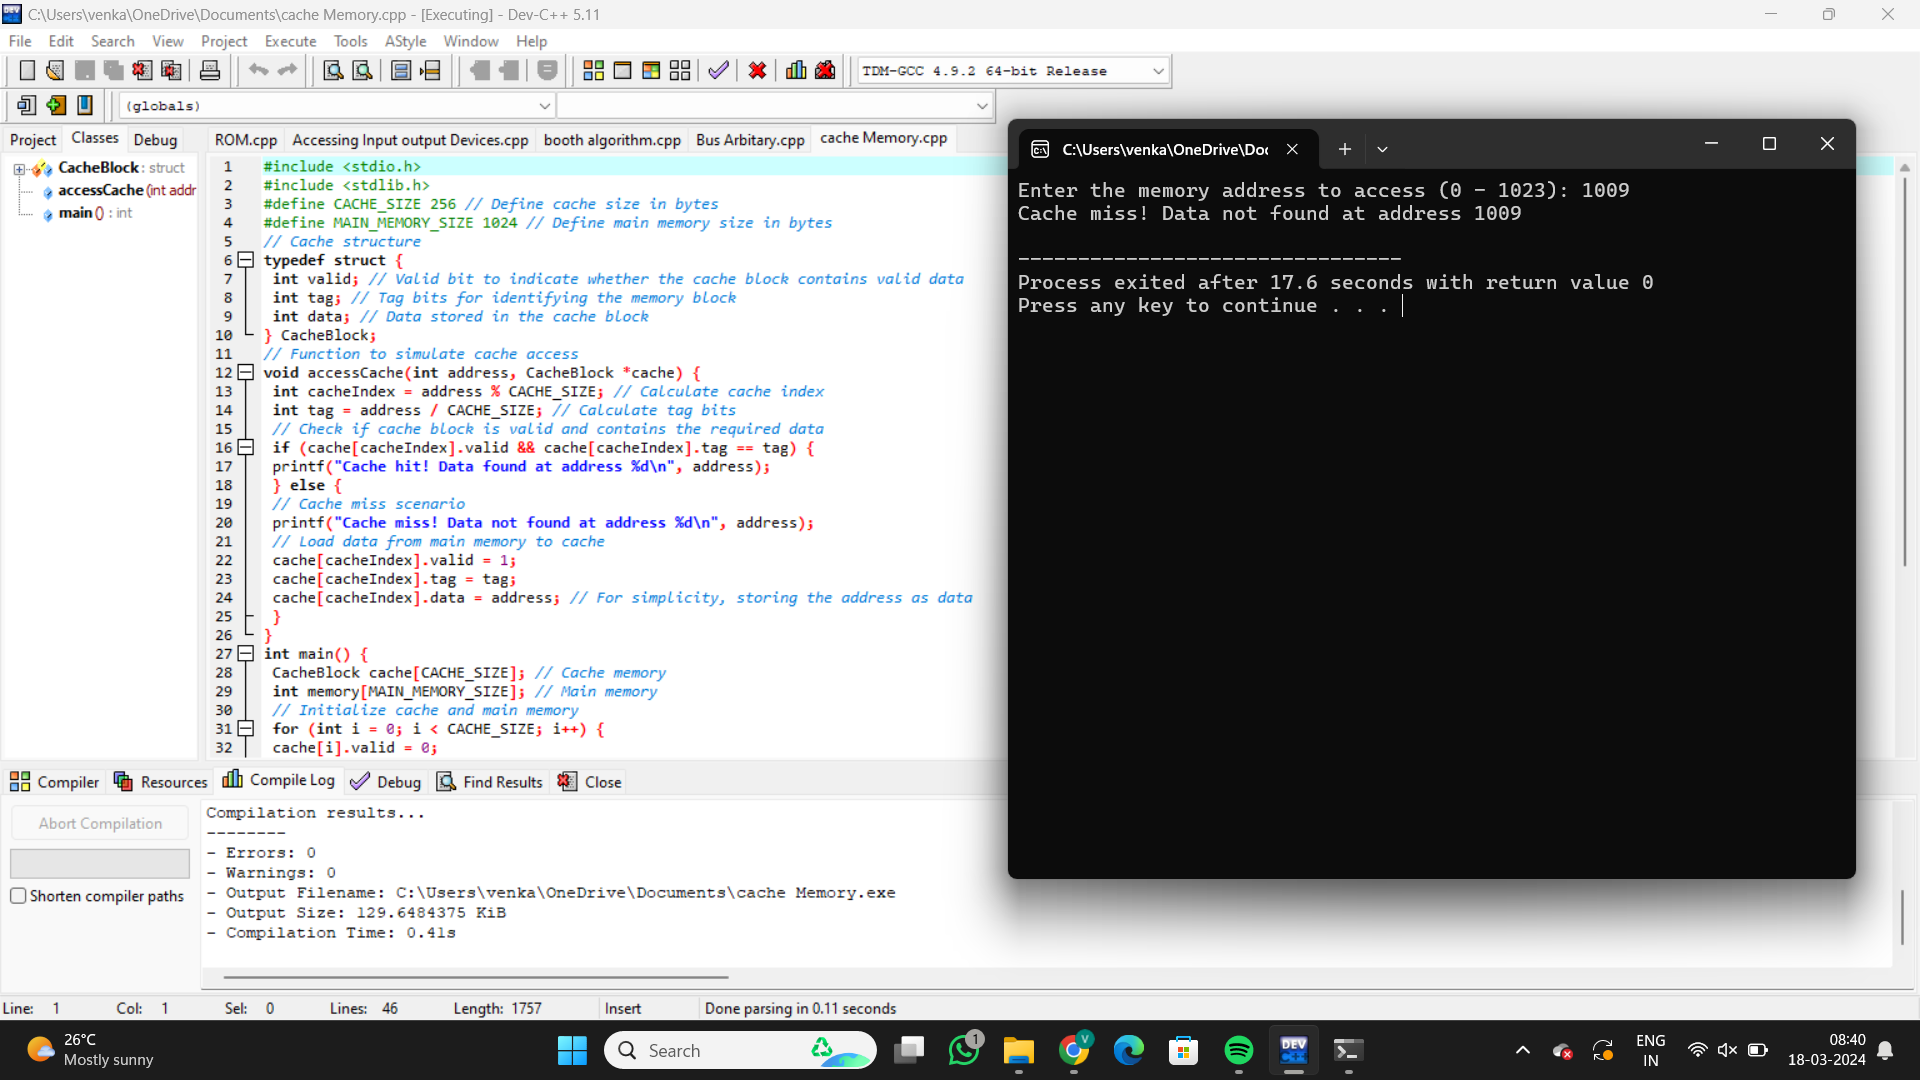 C:\Users\venka\OneDrive\Documents\cache Memory.cpp - [Executing] - Dev-C++ 5.11
File Edit Search View Project Execute Tools AStyle Window Help
TDM-GCC 4.9.2 64-bit Release
(globals)
Project Classes Debug
ROM.cpp Accessing Input output Devices.cpp booth algorithm.cpp Bus Arbitary.cpp cache Memory.cpp
CacheBlock : struct
accessCache (int addr
main () : int
1 #include <stdio.h>
2 #include <stdlib.h>
3 #define CACHE_SIZE 256 // Define cache size in bytes
4 #define MAIN_MEMORY_SIZE 1024 // Define main memory size in bytes
5 // Cache structure
6 typedef struct {
7 int valid; // Valid bit to indicate whether the cache block contains valid data
8 int tag; // Tag bits for identifying the memory block
9 int data; // Data stored in the cache block
10 } CacheBlock;
11 // Function to simulate cache access
12 void accessCache(int address, CacheBlock *cache) {
13 int cacheIndex = address % CACHE_SIZE; // Calculate cache index
14 int tag = address / CACHE_SIZE; // Calculate tag bits
15 // Check if cache block is valid and contains the required data
16 if (cache[cacheIndex].valid && cache[cacheIndex].tag == tag) {
17 printf("Cache hit! Data found at address %d\n", address);
18 } else {
19 // Cache miss scenario
20 printf("Cache miss! Data not found at address %d\n", address);
21 // Load data from main memory to cache
22 cache[cacheIndex].valid = 1;
23 cache[cacheIndex].tag = tag;
24 cache[cacheIndex].data = address; // For simplicity, storing the address as data
25 }
26 }
27 int main() {
28 CacheBlock cache[CACHE_SIZE]; // Cache memory
29 int memory[MAIN_MEMORY_SIZE]; // Main memory
30 // Initialize cache and main memory
31 for (int i = 0; i < CACHE_SIZE; i++) {
32 cache[i].valid = 0;
C:\Users\venka\OneDrive\Doc
Enter the memory address to access (0 - 1023): 1009
Cache miss! Data not found at address 1009
--------------------------------
Process exited after 17.6 seconds with return value 0
Press any key to continue . . .
Compiler Resources Compile Log Debug Find Results Close
Abort Compilation
Shorten compiler paths
Compilation results...
--------
- Errors: 0
- Warnings: 0
- Output Filename: C:\Users\venka\OneDrive\Documents\cache Memory.exe
- Output Size: 129.6484375 KiB
- Compilation Time: 0.41s
Line: 1 Col: 1 Sel: 0 Lines: 46 Length: 1757 Insert Done parsing in 0.11 seconds
26°C
Mostly sunny
Search
1
V
DEV
C++
ENG
IN
08:40
18-03-2024